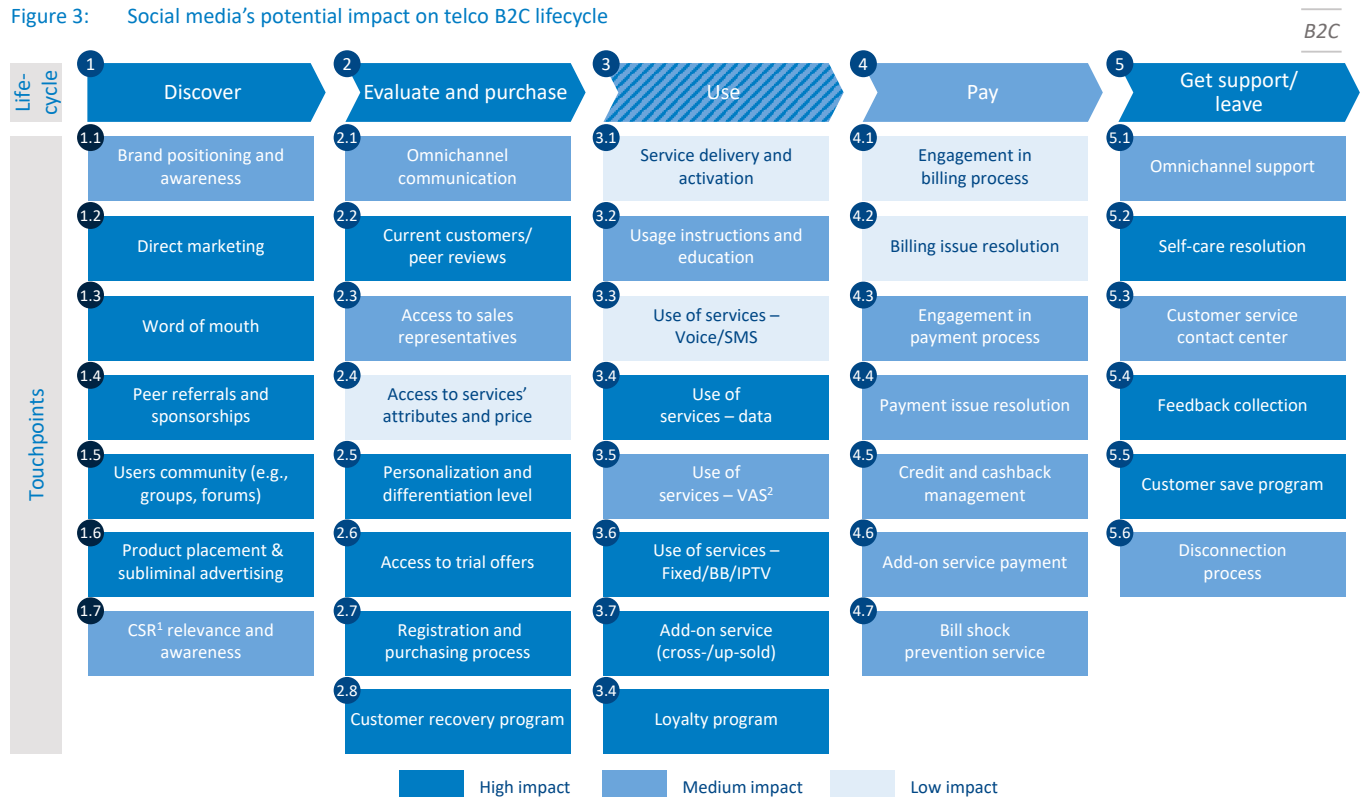 Figure 3: Social media's potential impact on telco B2C lifecycle
B2C
Life-
cycle
1
Discover
2
Evaluate and purchase
3
Use
4
Pay
5
Get support/
leave
Touchpoints
1.1
Brand positioning and
awareness
1.2
Direct marketing
1.3
Word of mouth
1.4
Peer referrals and
sponsorships
1.5
Users community (e.g.,
groups, forums)
1.6
Product placement &
subliminal advertising
1.7
CSR¹ relevance and
awareness
2.1
Omnichannel
communication
2.2
Current customers/
peer reviews
2.3
Access to sales
representatives
2.4
Access to services'
attributes and price
2.5
Personalization and
differentiation level
2.6
Access to trial offers
2.7
Registration and
purchasing process
2.8
Customer recovery program
3.1
Service delivery and
activation
3.2
Usage instructions and
education
3.3
Use of services –
Voice/SMS
3.4
Use of
services – data
3.5
Use of
services – VAS²
3.6
Use of services –
Fixed/BB/IPTV
3.7
Add-on service
(cross-/up-sold)
3.4
Loyalty program
4.1
Engagement in
billing process
4.2
Billing issue resolution
4.3
Engagement in
payment process
4.4
Payment issue resolution
4.5
Credit and cashback
management
4.6
Add-on service payment
4.7
Bill shock
prevention service
5.1
Omnichannel support
5.2
Self-care resolution
5.3
Customer service
contact center
5.4
Feedback collection
5.5
Customer save program
5.6
Disconnection
process
High impact
Medium impact
Low impact